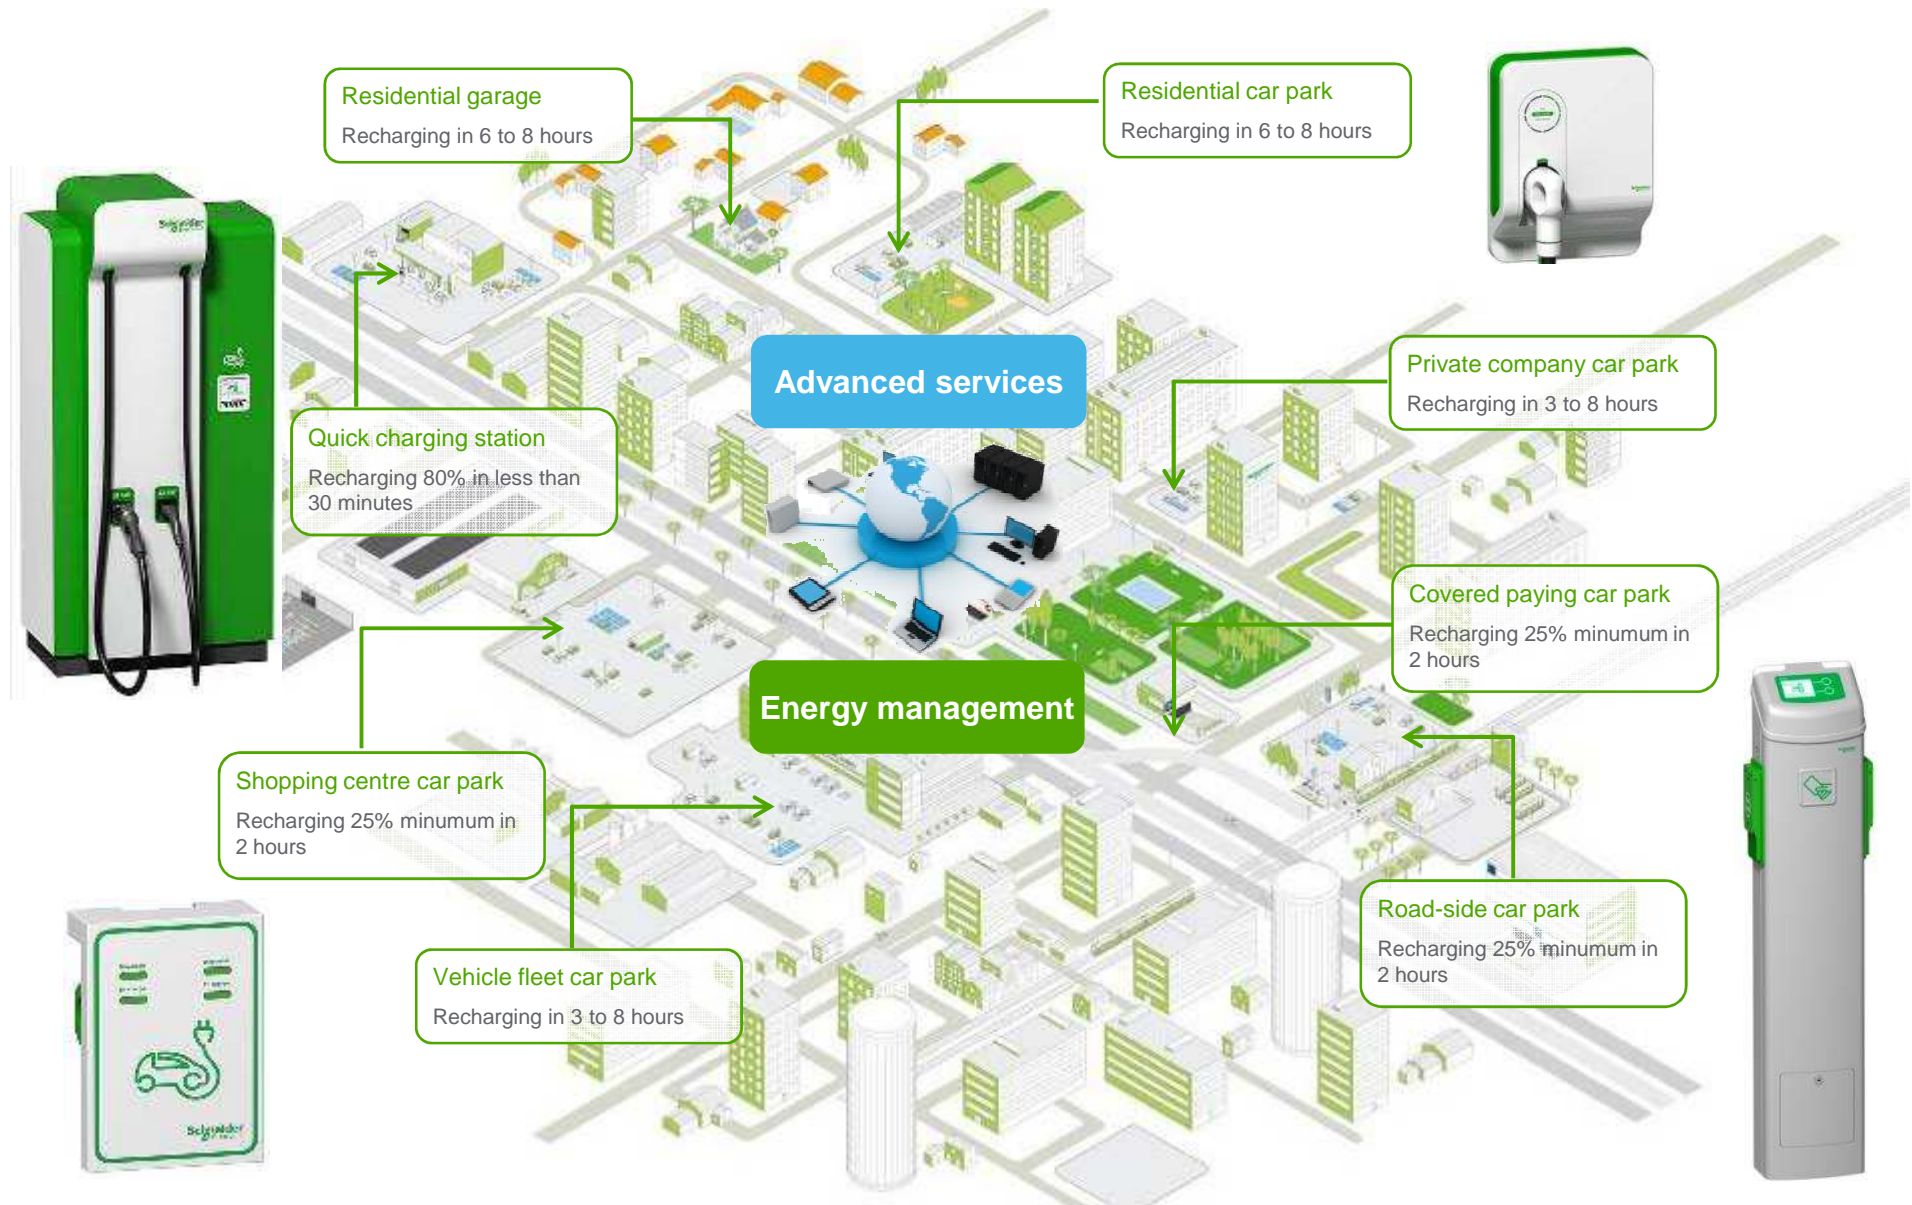 Residential garage
Recharging in 6 to 8 hours
Residential car park
Recharging in 6 to 8 hours
Schneider
Advanced services
Private company car park
Recharging in 3 to 8 hours
Quick charging station
Recharging 80% in less than
30 minutes
Covered paying car park
Recharging 25% minumum in
2 hours
Energy management
Shopping centre car park
Recharging 25% minumum in
2 hours
Road-side car park
Recharging 25% minumum in
2 hours
Vehicle fleet car park
Recharging in 3 to 8 hours
Schneider